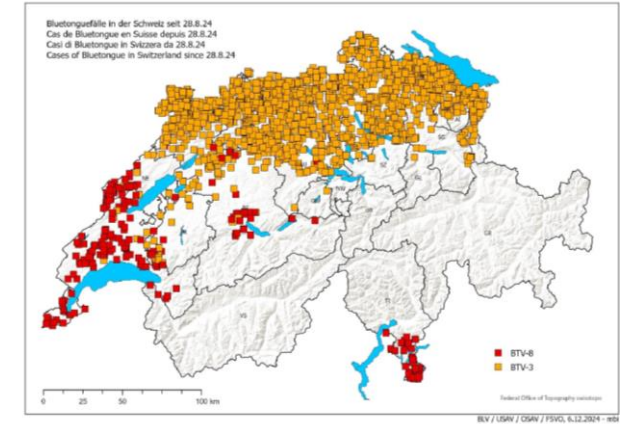 Bluetonguefälle in der Schweiz seit 28.8.24
Cas de Bluetongue en Suisse depuis 28.8.24
Casi di Bluetongue in Svizzera da 28.8.24
Cases of Bluetongue in Switzerland since 28.8.24
BTV-8
BTV-3
0 25 50 100 km
Federal Office of Topography swisstopo
BLV / USAV / OSAV / FSVO, 6.12.2024 - mbi